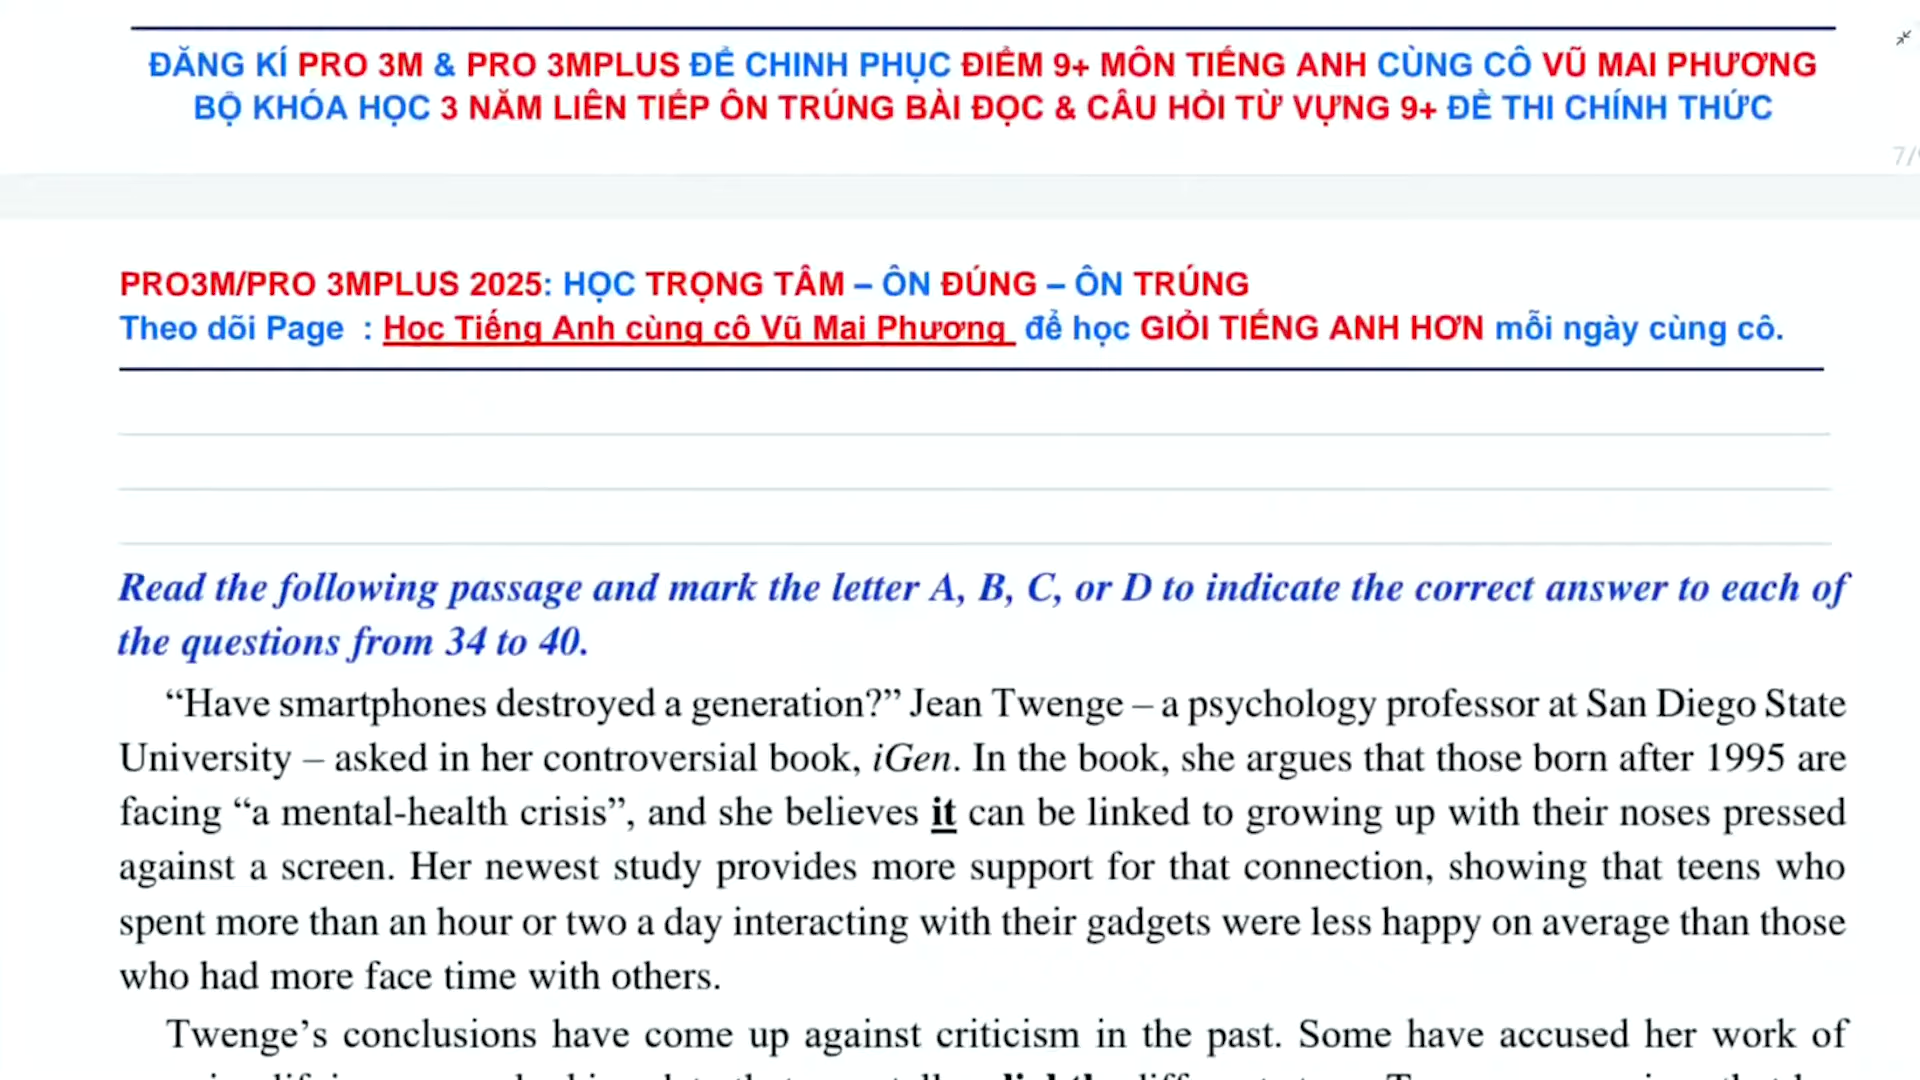 ĐĂNG KÍ PRO 3M & PRO 3MPLUS ĐỂ CHINH PHỤC ĐIỂM 9+ MÔN TIẾNG ANH CÙNG CÔ VŨ MAI PHƯƠNG
BỘ KHÓA HỌC 3 NĂM LIÊN TIẾP ÔN TRÚNG BÀI ĐỌC & CÂU HỎI TỪ VỰNG 9+ ĐỀ THI CHÍNH THỨC
PRO3M/PRO 3MPLUS 2025: HỌC TRỌNG TÂM – ÔN ĐÚNG – ÔN TRÚNG
Theo dõi Page : Học Tiếng Anh cùng cô Vũ Mai Phương để học GIỎI TIẾNG ANH HƠN mỗi ngày cùng cô.
Read the following passage and mark the letter A, B, C, or D to indicate the correct answer to each of
the questions from 34 to 40.
“Have smartphones destroyed a generation?” Jean Twenge – a psychology professor at San Diego State
University – asked in her controversial book, iGen. In the book, she argues that those born after 1995 are
facing “a mental-health crisis”, and she believes it can be linked to growing up with their noses pressed
against a screen. Her newest study provides more support for that connection, showing that teens who
spent more than an hour or two a day interacting with their gadgets were less happy on average than those
who had more face time with others.
Twenge’s conclusions have come up against criticism in the past. Some have accused her work of